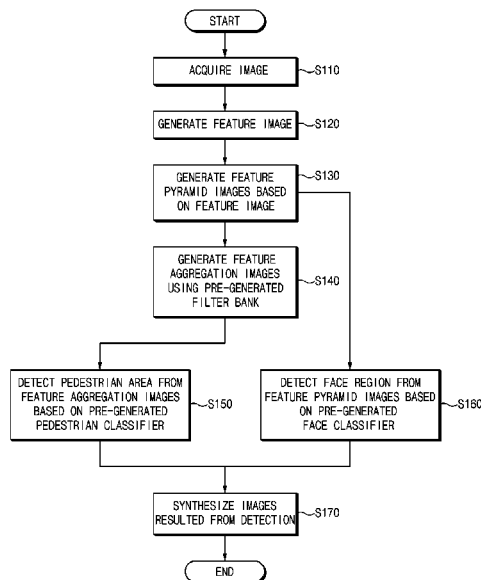 START
ACQUIRE IMAGE
S110
GENERATE FEATURE IMAGE
S120
GENERATE FEATURE
PYRAMID IMAGES BASED
ON FEATURE IMAGE
S130
GENERATE FEATURE
AGGREGATION IMAGES
USING PRE-GENERATED
FILTER BANK
S140
DETECT PEDESTRIAN AREA FROM
FEATURE AGGREGATION IMAGES
BASED ON PRE-GENERATED
PEDESTRIAN CLASSIFIER
S150
DETECT FACE REGION FROM
FEATURE PYRAMID IMAGES BASED
ON PRE-GENERATED
FACE CLASSIFIER
S160
SYNTHESIZE IMAGES
RESULTED FROM DETECTION
S170
END